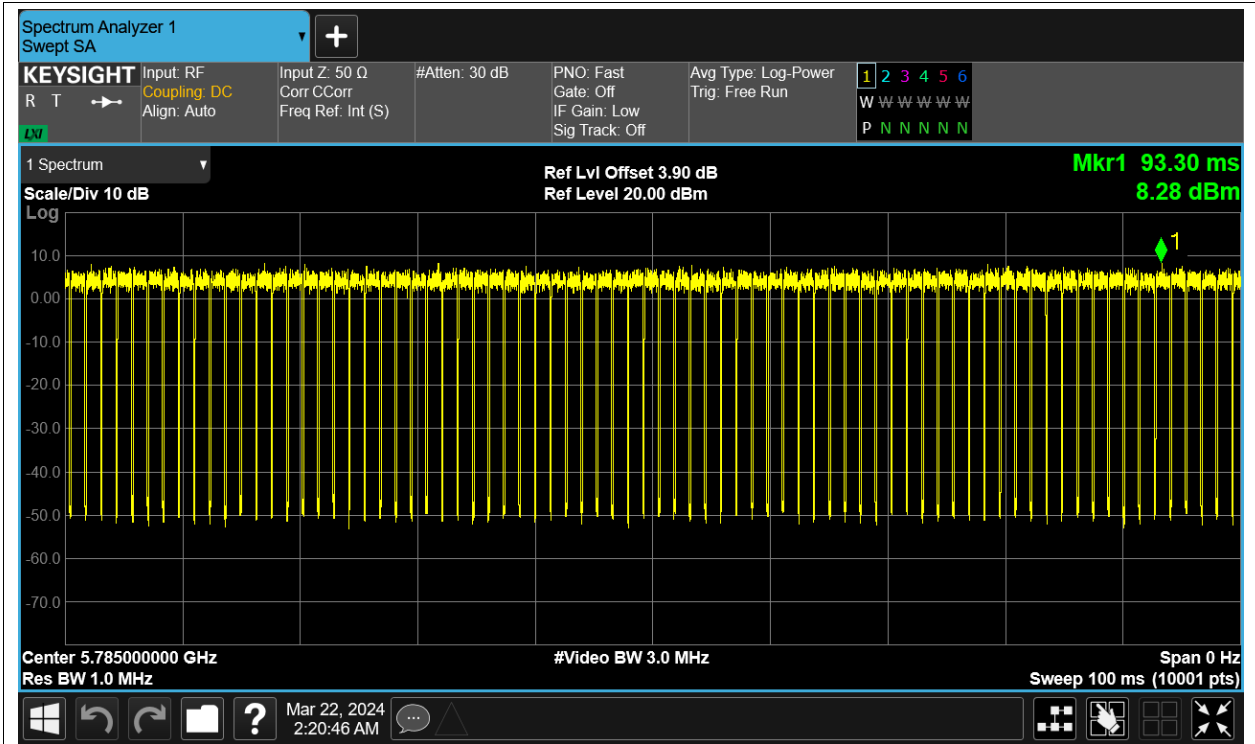 Spectrum Analyzer 1
Swept SA
KEYSIGHT
R T
LXI
Input: RF
Coupling: DC
Align: Auto
Input Z: 50 Ω
Corr CCorr
Freq Ref: Int (S)
#Atten: 30 dB
PNO: Fast
Gate: Off
IF Gain: Low
Sig Track: Off
Avg Type: Log-Power
Trig: Free Run
1 2 3 4 5 6
W W W W W W
P N N N N N
1 Spectrum
Scale/Div 10 dB
Log
Ref Lvl Offset 3.90 dB
Ref Level 20.00 dBm
Mkr1 93.30 ms
8.28 dBm
1
10.0
0.00
-10.0
-20.0
-30.0
-40.0
-50.0
-60.0
-70.0
Center 5.785000000 GHz
Res BW 1.0 MHz
#Video BW 3.0 MHz
Span 0 Hz
Sweep 100 ms (10001 pts)
?
Mar 22, 2024
2:20:46 AM